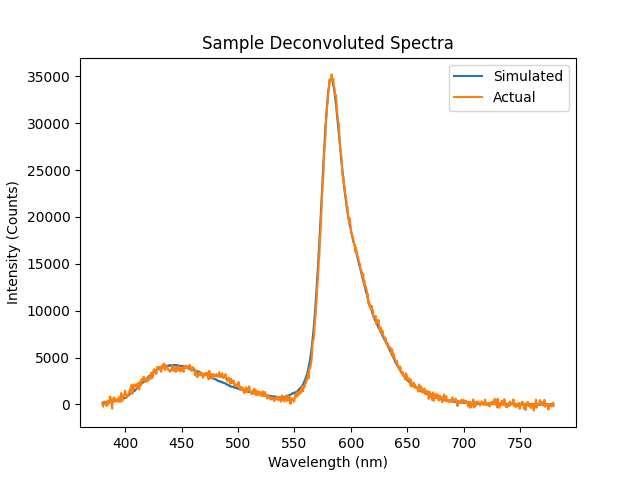 Sample Deconvoluted Spectra
Simulated
Actual
Intensity (Counts)
35000
30000
25000
20000
15000
10000
5000
0
400 450 500 550 600 650 700 750
Wavelength (nm)